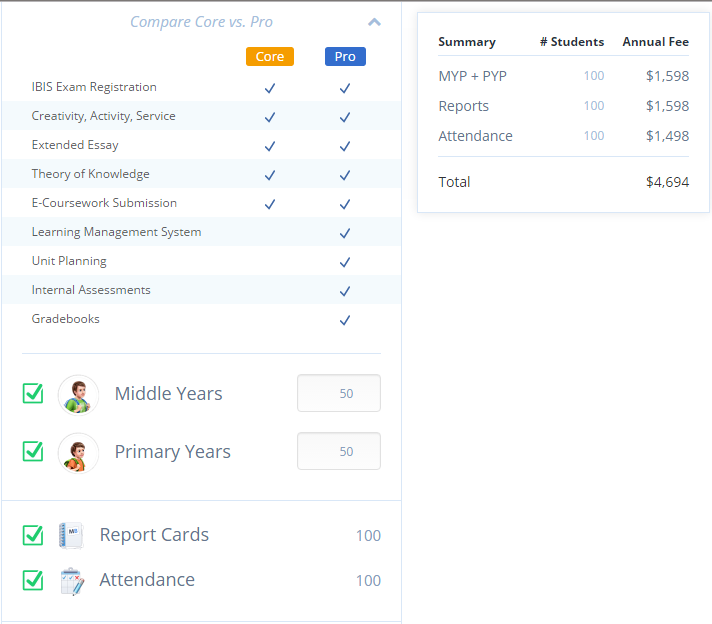 Compare Core vs. Pro
Core Pro
IBIS Exam Registration
Creativity, Activity, Service
Extended Essay
Theory of Knowledge
E-Coursework Submission
Learning Management System
Unit Planning
Internal Assessments
Gradebooks
Middle Years 50
Primary Years 50
Report Cards 100
Attendance 100
Summary # Students Annual Fee
MYP + PYP 100 $1,598
Reports 100 $1,598
Attendance 100 $1,498
Total $4,694